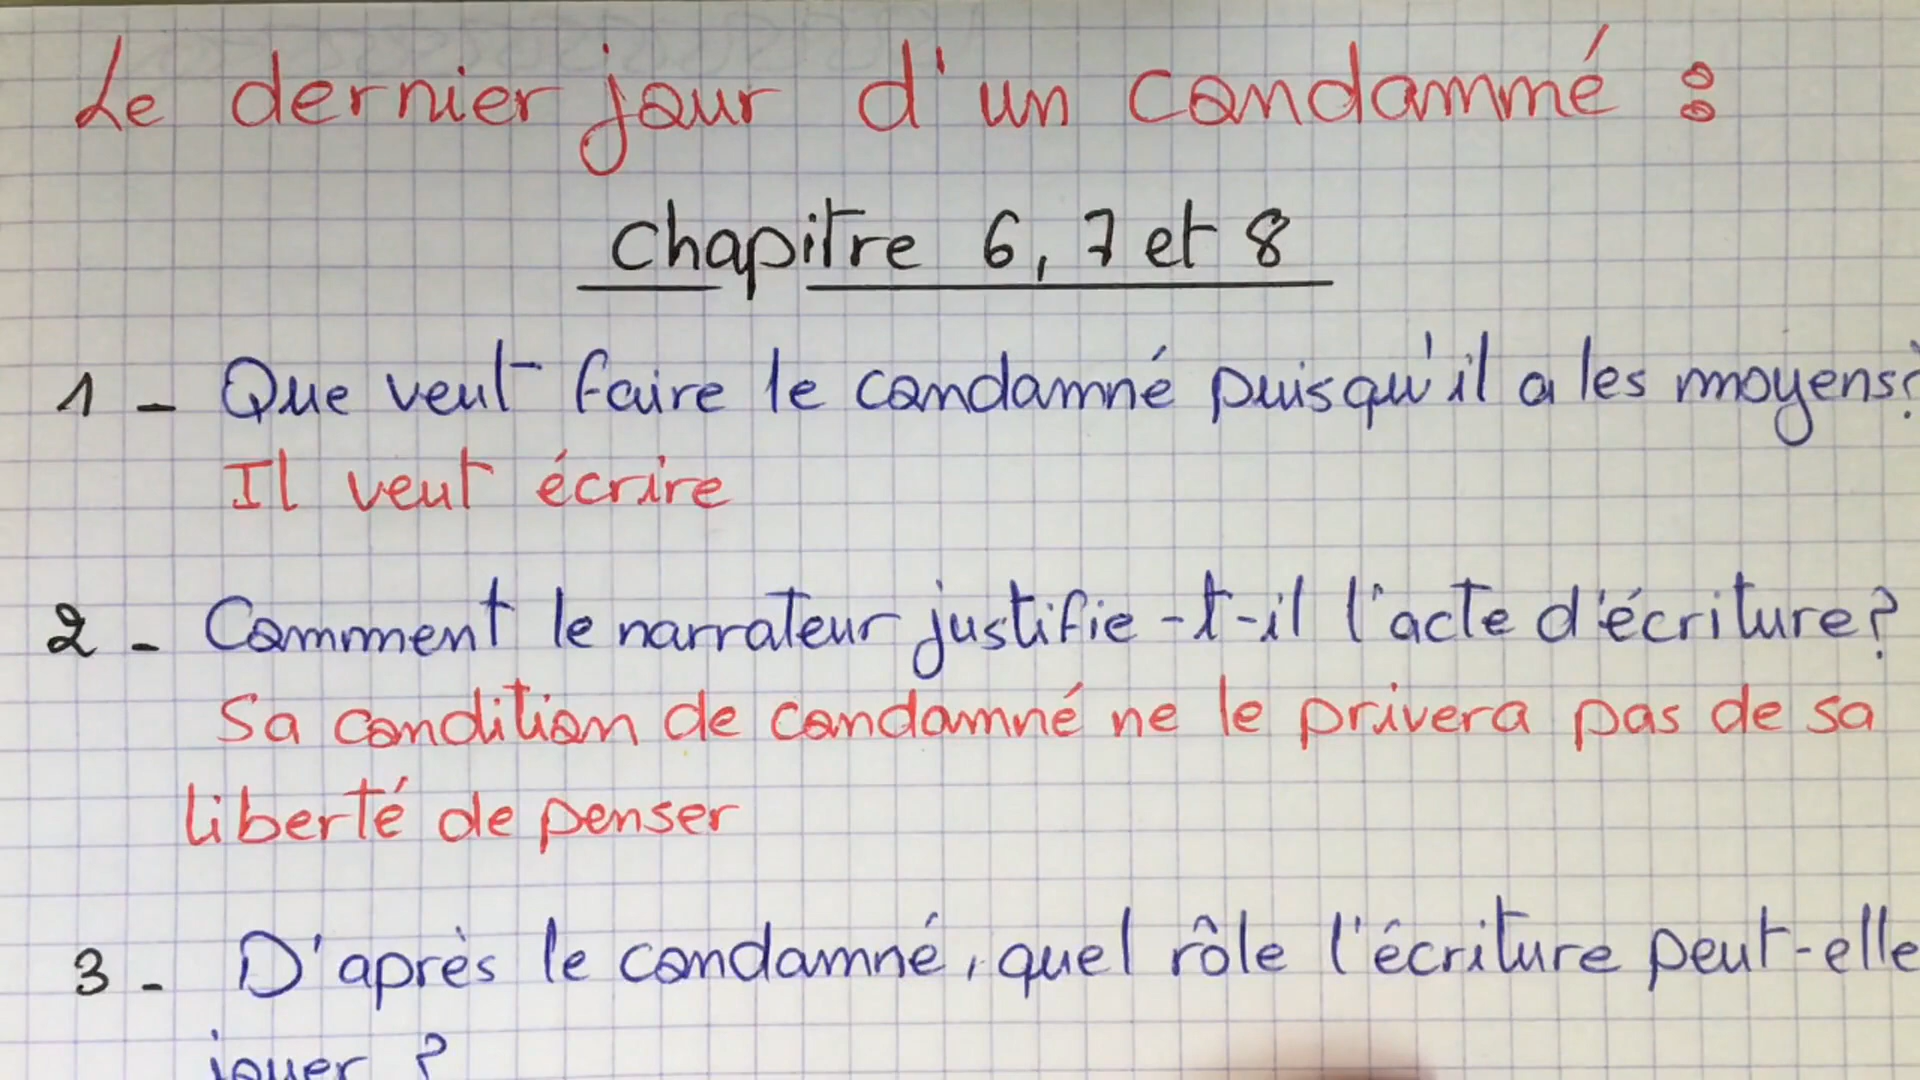 Le dernier jour d'un condammé :
Chapitre 6, 7 et 8
1 - Que veut faire le condamné puisqu'il a les moyens?
Il veut écrire
2 - Comment le narrateur justifie-t-il l'acte d'écriture ?
Sa condition de condamné ne le privera pas de sa
liberté de penser
3 - D'après le condamné, quel rôle l'écriture peut-elle
jouer ?